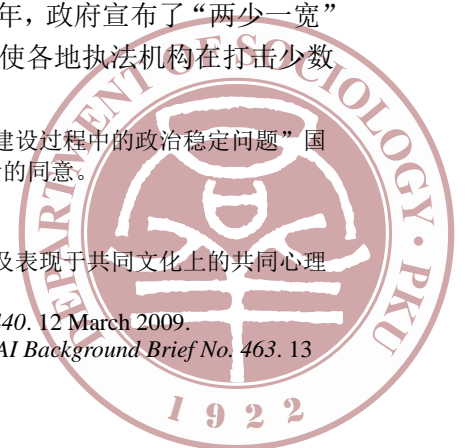 年，政府宣布了“两少一宽”
使各地执法机构在打击少数
建设过程中的政治稳定问题”国
的同意。
及表现于共同文化上的共同心理
40. 12 March 2009.
AI Background Brief No. 463. 13
DEPARTMENT OF SOCIOLOGY · PKU
1922